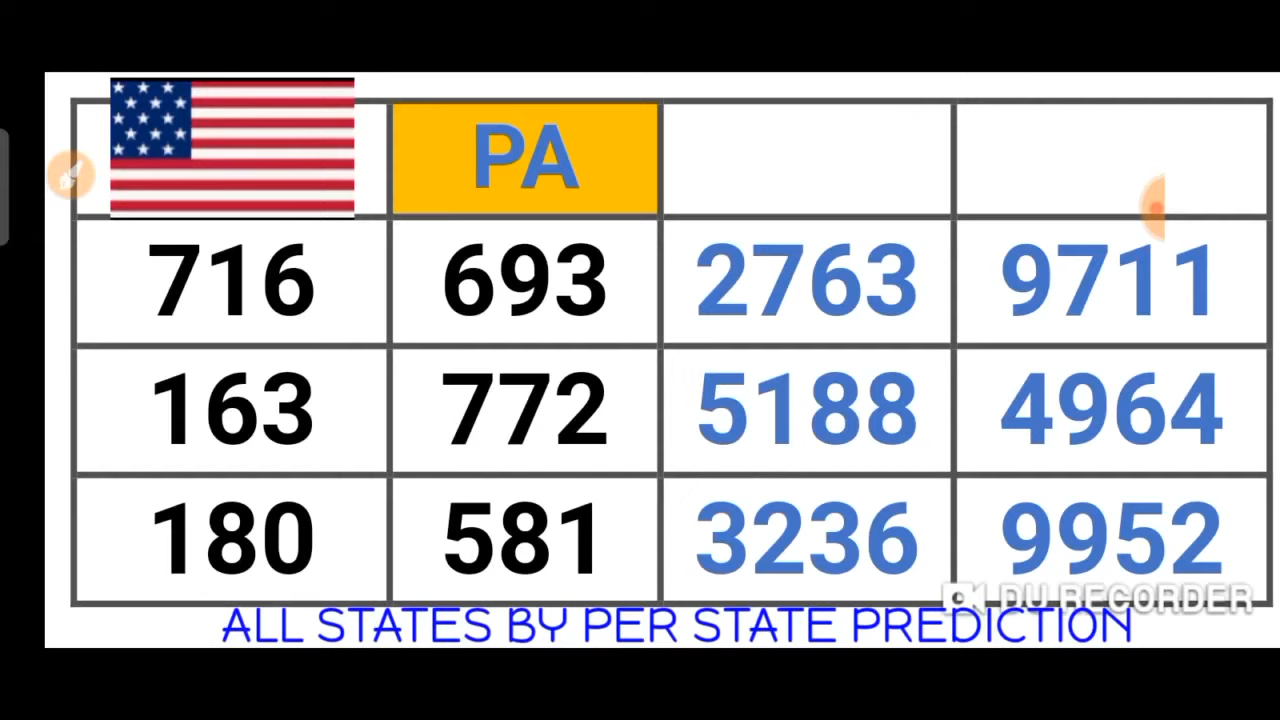 PA
716 693 2763 9711
163 772 5188 4964
180 581 3236 9952
DU RECORDER
ALL STATES BY PER STATE PREDICTION